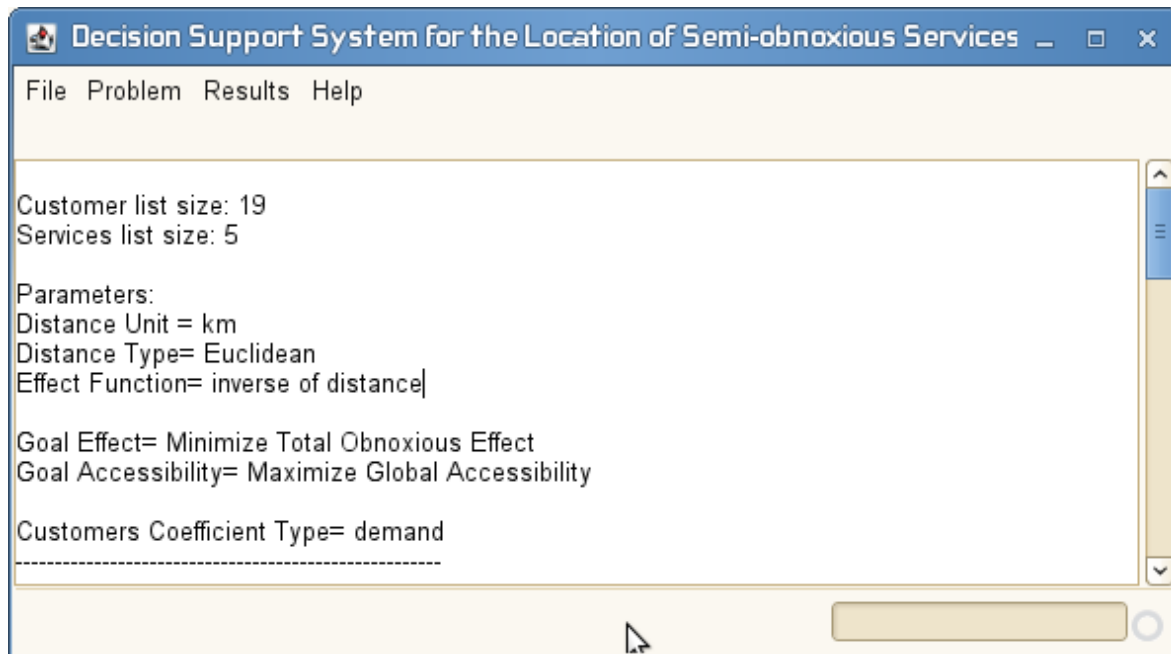 Decision Support System for the Location of Semi-obnoxious Services
File Problem Results Help
Customer list size: 19
Services list size: 5
Parameters:
Distance Unit = km
Distance Type= Euclidean
Effect Function= inverse of distance
Goal Effect= Minimize Total Obnoxious Effect
Goal Accessibility= Maximize Global Accessibility
Customers Coefficient Type= demand
------------------------------------------------------